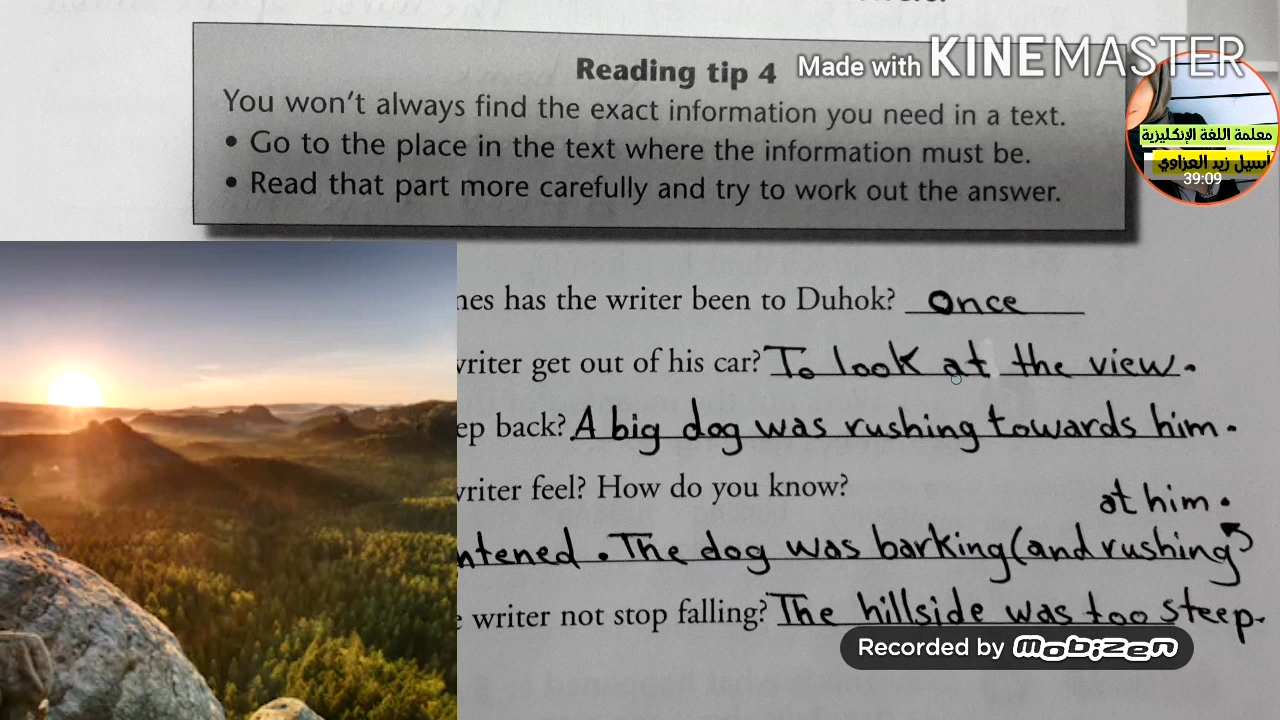 Reading tip 4
Made with KINEMASTER
You won't always find the exact information you need in a text.
• Go to the place in the text where the information must be.
• Read that part more carefully and try to work out the answer.
معلمة اللغة الإنكليزية
أسيل زيد العزاوي
39:09
has the writer been to Duhok? Once
writer get out of his car? To look at the view.
back? A big dog was rushing towards him.
writer feel? How do you know?
at him.
The dog was barking (and rushing
writer not stop falling? The hillside was too steep.
Recorded by mobizen